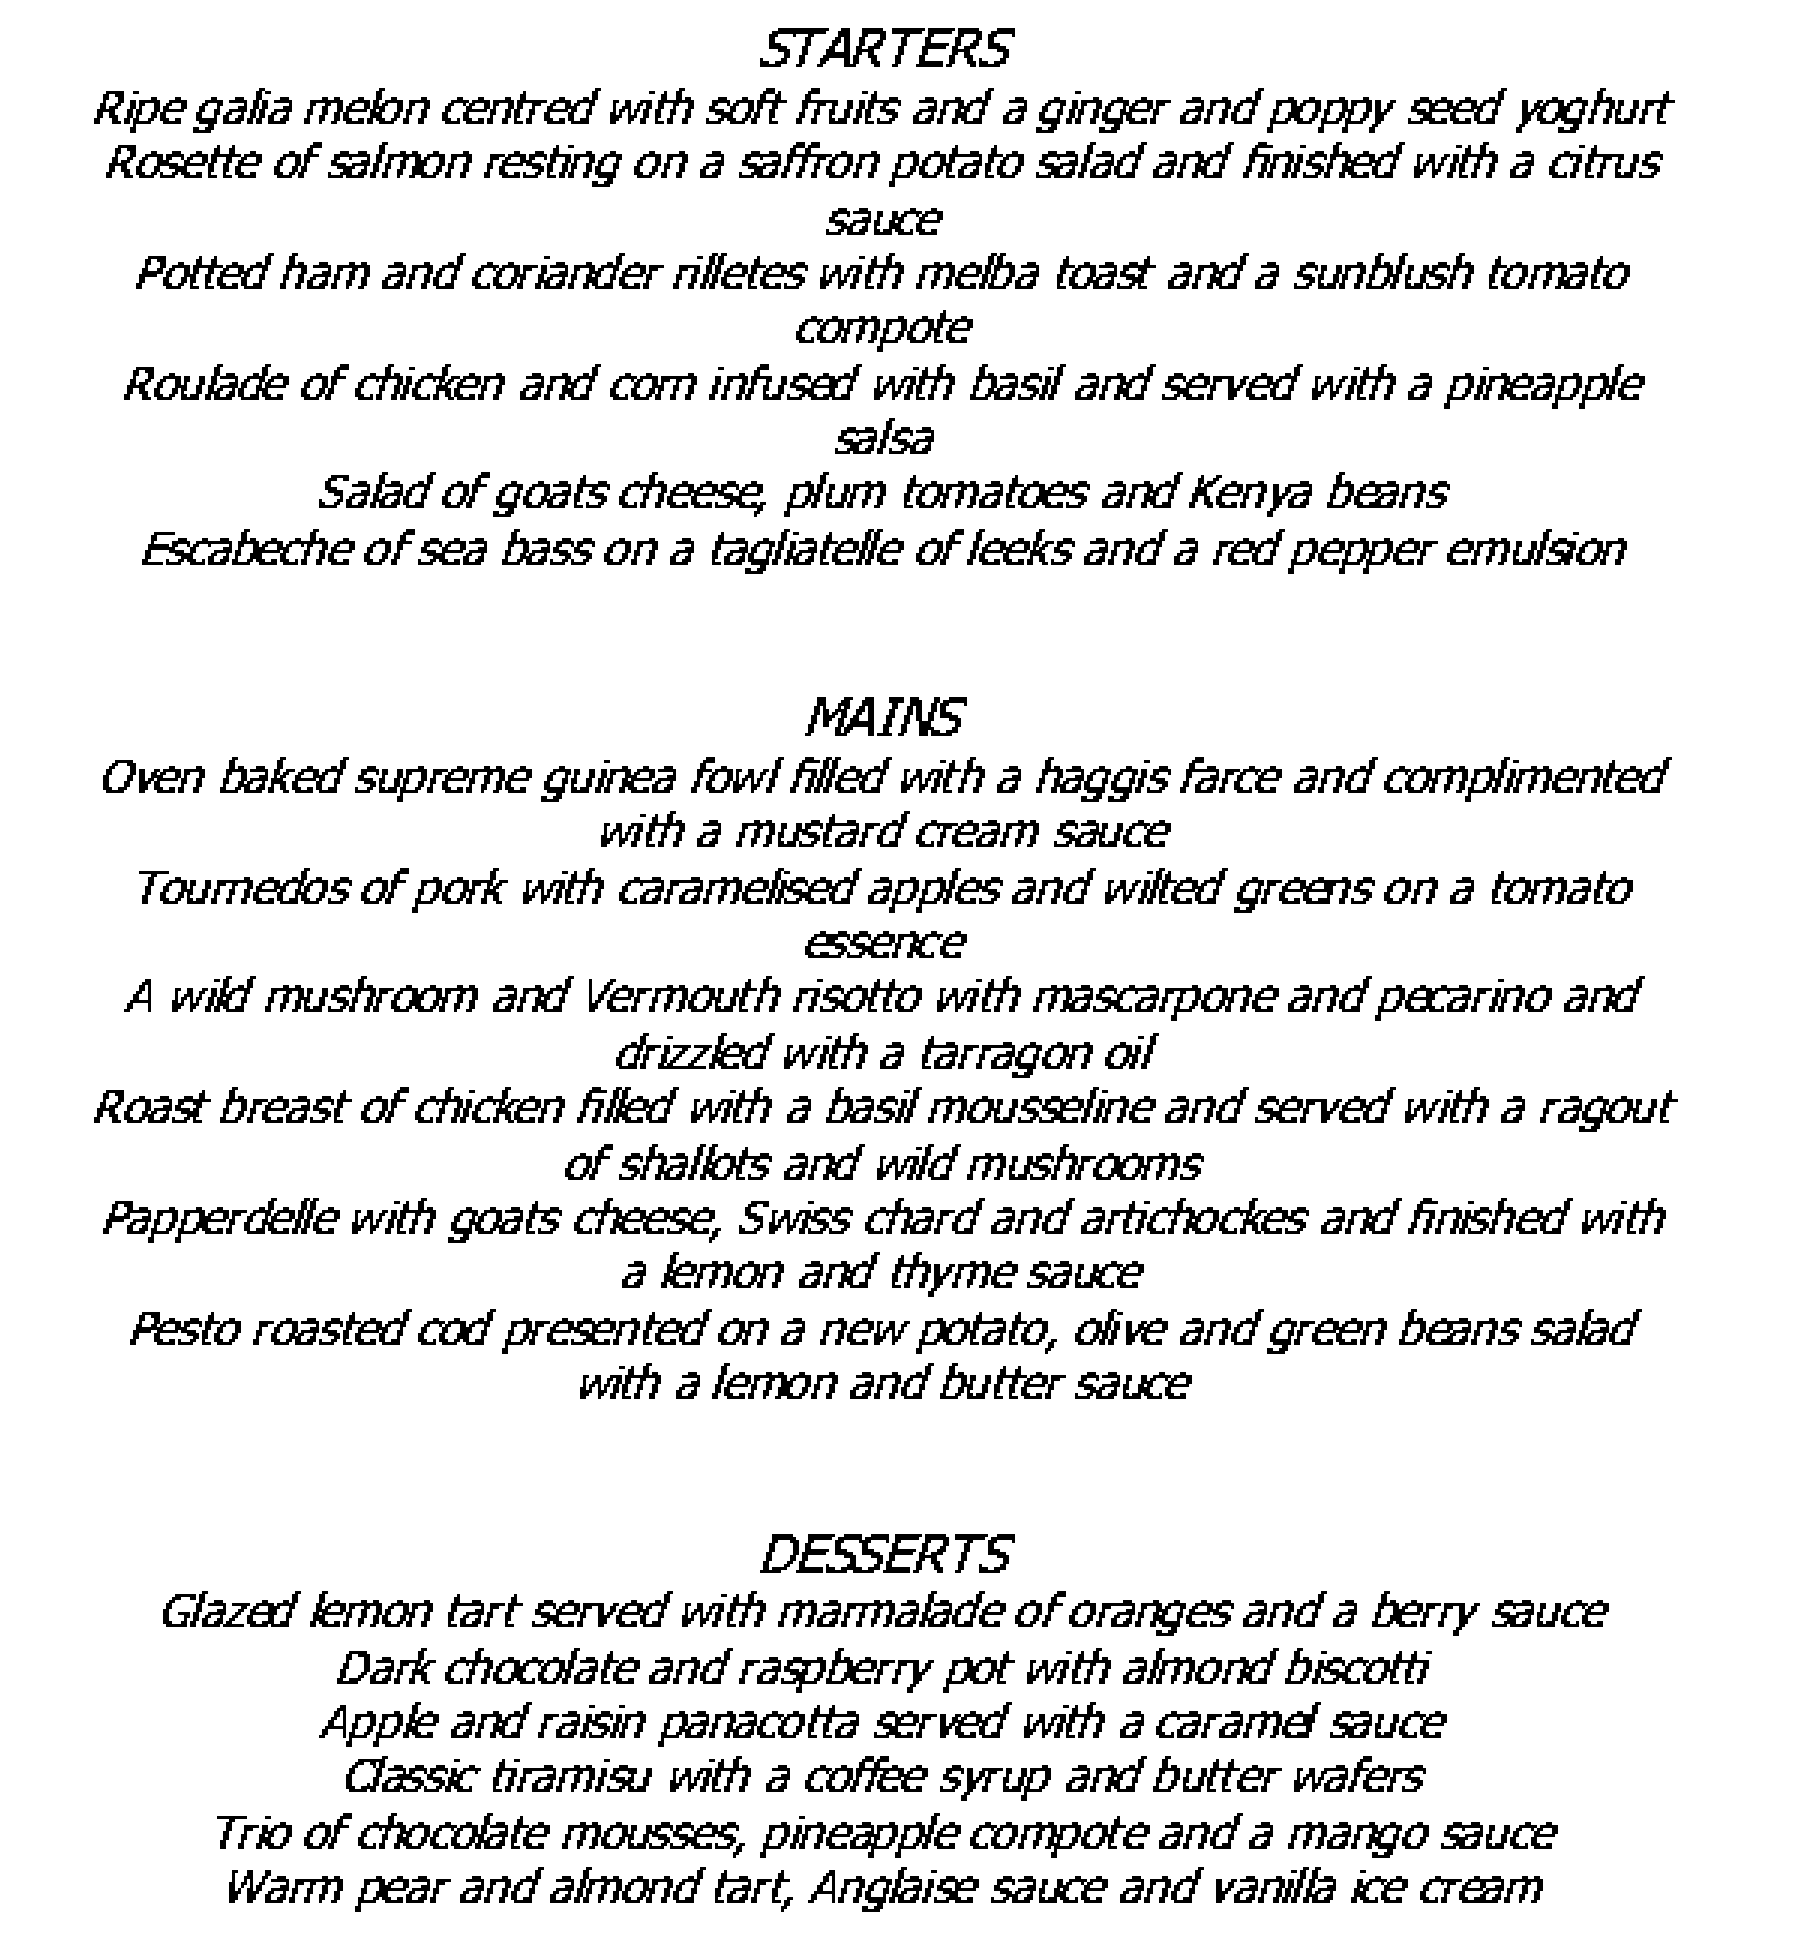 STARTERS
Ripe galia melon centred with soft fruits and a ginger and poppy seed yoghurt
Rosette of salmon resting on a saffron potato salad and finished with a citrus
sauce
Potted ham and coriander rilletes with melba toast and a sunblush tomato
compote
Roulade of chicken and corn infused with basil and served with a pineapple
salsa
Salad of goats cheese, plum tomatoes and Kenya beans
Escabeche of sea bass on a tagliatelle of leeks and a red pepper emulsion
MAINS
Oven baked supreme guinea fowl filled with a haggis farce and complimented
with a mustard cream sauce
Tournedos of pork with caramelised apples and wilted greens on a tomato
essence
A wild mushroom and Vermouth risotto with mascarpone and pecarino and
drizzled with a tarragon oil
Roast breast of chicken filled with a basil mousseline and served with a ragout
of shallots and wild mushrooms
Papperdelle with goats cheese, Swiss chard and artichockes and finished with
a lemon and thyme sauce
Pesto roasted cod presented on a new potato, olive and green beans salad
with a lemon and butter sauce
DESSERTS
Glazed lemon tart served with marmalade of oranges and a berry sauce
Dark chocolate and raspberry pot with almond biscotti
Apple and raisin panacotta served with a caramel sauce
Classic tiramisu with a coffee syrup and butter wafers
Trio of chocolate mousses, pineapple compote and a mango sauce
Warm pear and almond tart, Anglaise sauce and vanilla ice cream